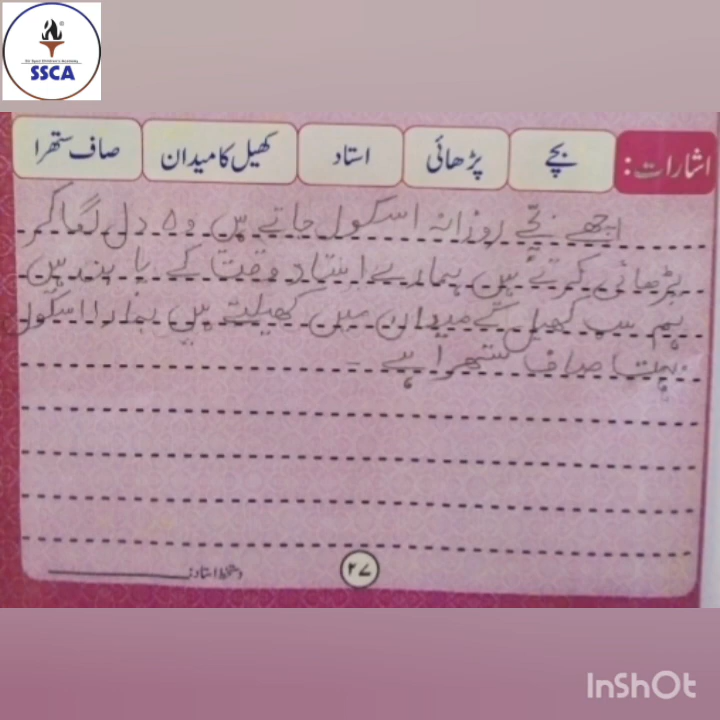 SSCA
اشارات: بچے پڑھائی استاد کھیل کا میدان صاف ستھرا
اچھے بچے روزانہ اسکول جاتے ہیں وہ دل لگا کر
پڑھائی کرتے ہیں ہمارے استاد وقت کے پابند ہیں
ہم سب کھیل کے میدان میں کھیلتے ہیں ہمارا اسکول
بہت صاف ستھرا ہے -
۲۷
دستخط استاد:
InShOt